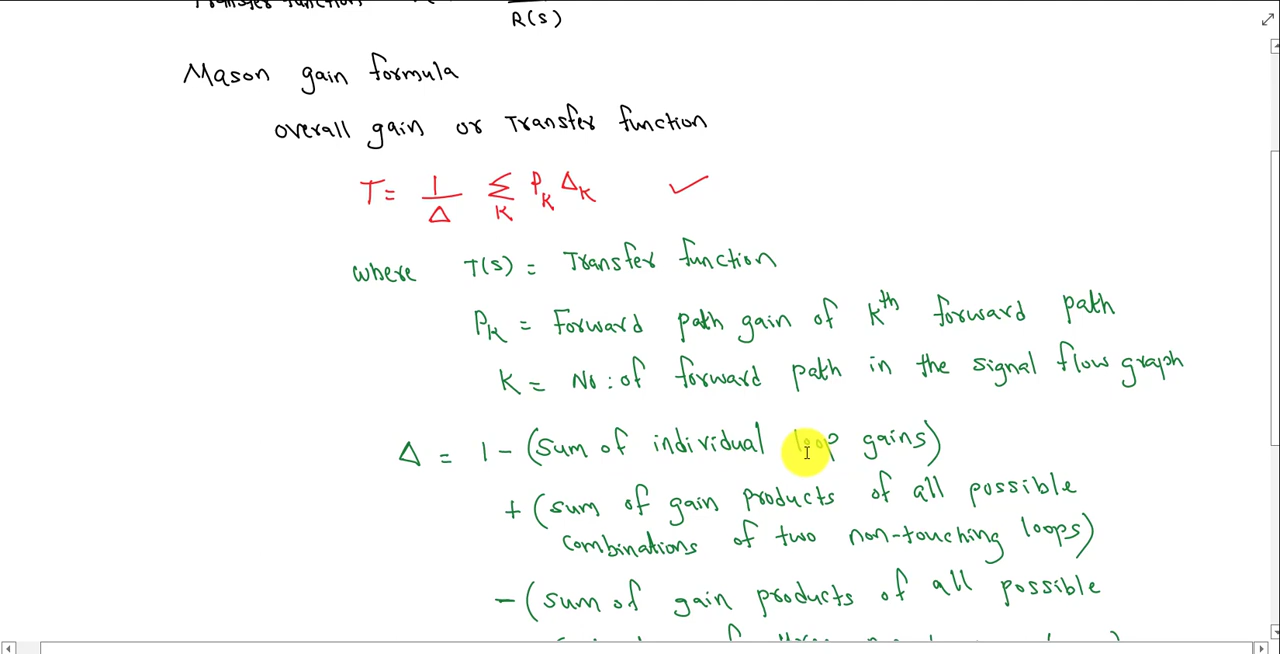 R(s)
Mason gain formula
overall gain or Transfer function
T = 1/Δ Σ_K P_K Δ_K ✓
where T(s) = Transfer function
P_K = Forward path gain of K^th forward path
K = No: of forward path in the signal flow graph
Δ = 1 - (sum of individual loop gains)
+ (sum of gain products of all possible
combinations of two non-touching loops)
- (sum of gain products of all possible